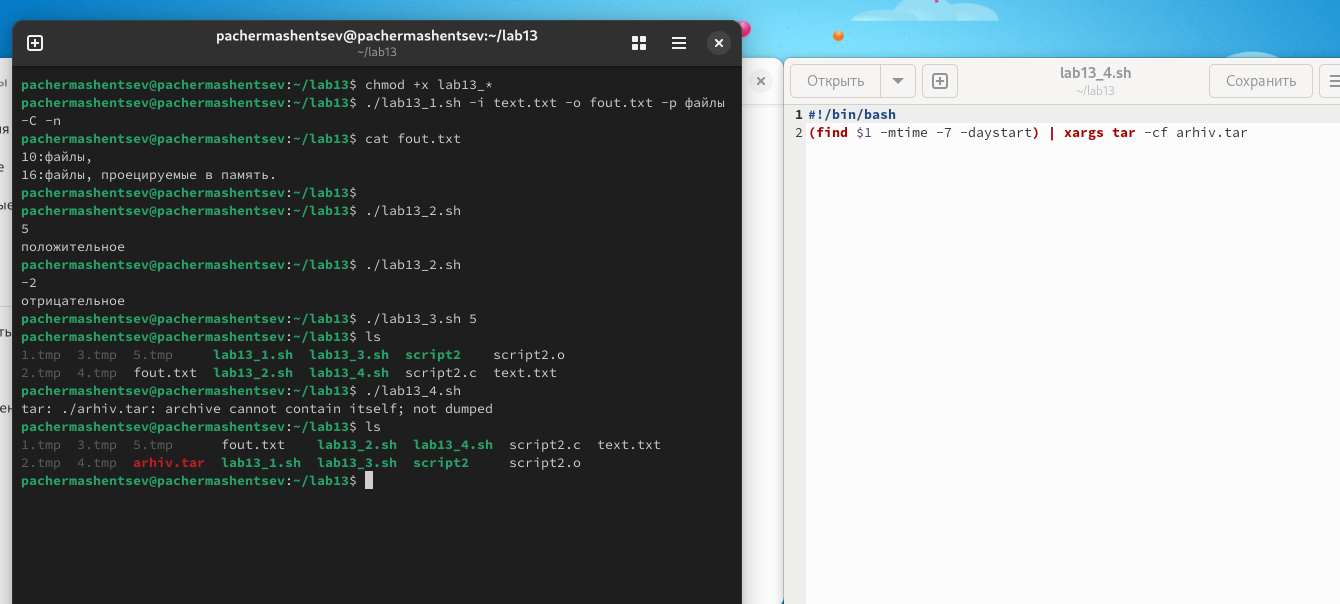 pachermashentsev@pachermashentsev:~/lab13
~/lab13
pachermashentsev@pachermashentsev:~/lab13$ chmod +x lab13_*
pachermashentsev@pachermashentsev:~/lab13$ ./lab13_1.sh -i text.txt -o fout.txt -p файлы
-C -n
pachermashentsev@pachermashentsev:~/lab13$ cat fout.txt
10:файлы,
16:файлы, проецируемые в память.
pachermashentsev@pachermashentsev:~/lab13$
pachermashentsev@pachermashentsev:~/lab13$ ./lab13_2.sh
5
положительное
pachermashentsev@pachermashentsev:~/lab13$ ./lab13_2.sh
-2
отрицательное
pachermashentsev@pachermashentsev:~/lab13$ ./lab13_3.sh 5
pachermashentsev@pachermashentsev:~/lab13$ ls
1.tmp 3.tmp 5.tmp lab13_1.sh lab13_3.sh script2 script2.o
2.tmp 4.tmp fout.txt lab13_2.sh lab13_4.sh script2.c text.txt
pachermashentsev@pachermashentsev:~/lab13$ ./lab13_4.sh
tar: ./arhiv.tar: archive cannot contain itself; not dumped
pachermashentsev@pachermashentsev:~/lab13$ ls
1.tmp 3.tmp 5.tmp fout.txt lab13_2.sh lab13_4.sh script2.c text.txt
2.tmp 4.tmp arhiv.tar lab13_1.sh lab13_3.sh script2 script2.o
pachermashentsev@pachermashentsev:~/lab13$
Открыть
lab13_4.sh
~/lab13
Сохранить
1 #!/bin/bash
2 (find $1 -mtime -7 -daystart) | xargs tar -cf arhiv.tar